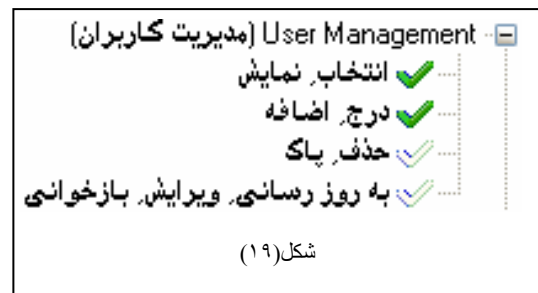 User Management (مدیریت کاربران)
انتخاب, نمایش
درج, اضافه
حذف, پاک
به روز رسانی, ویرایش, بازخوانی
شکل(۱۹)